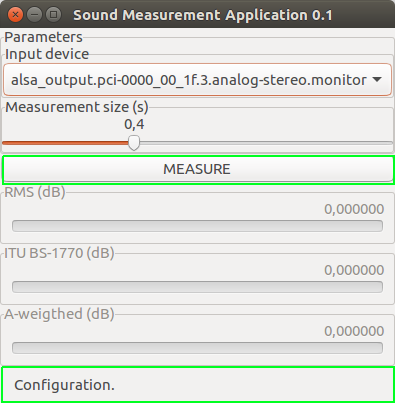 Sound Measurement Application 0.1
Parameters
Input device
alsa_output.pci-0000_00_1f.3.analog-stereo.monitor
Measurement size (s)
0,4
MEASURE
RMS (dB)
0,000000
ITU BS-1770 (dB)
0,000000
A-weigthed (dB)
0,000000
Configuration.